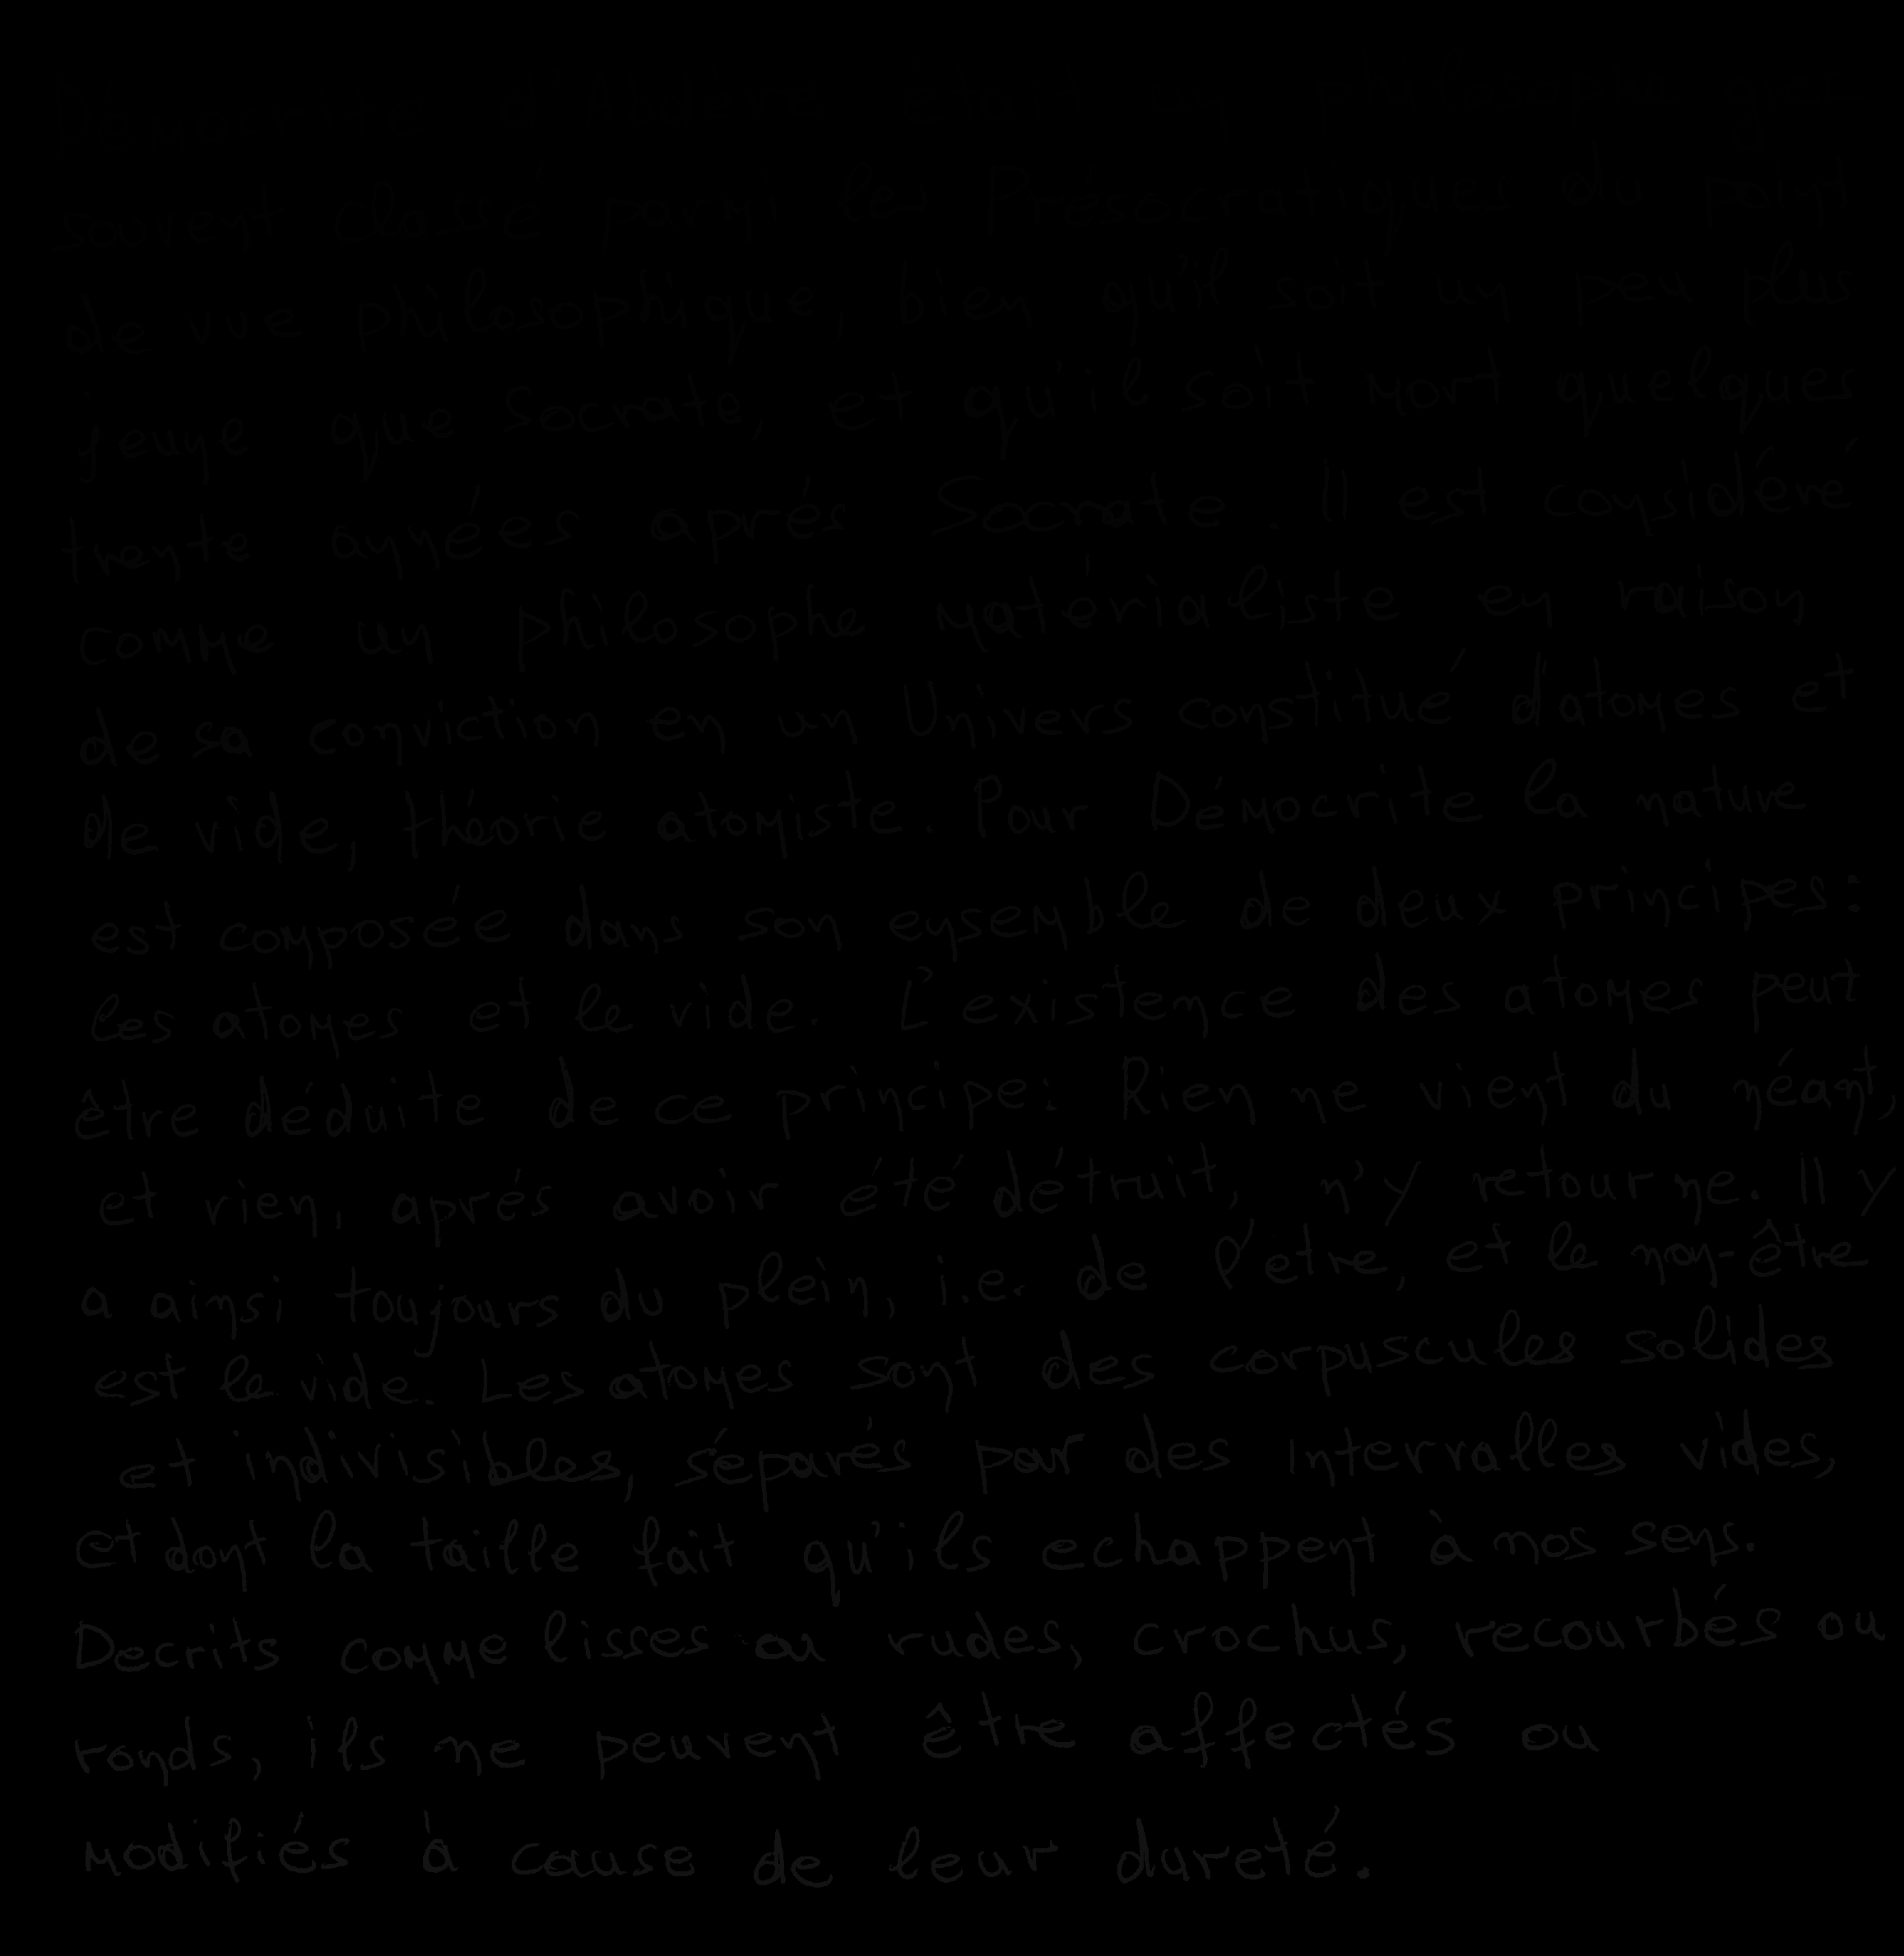 Démocrite d'Abdère était un philosophe grec
souvent classé parmi les Présocratiques du point
de vue philosophique, bien qu'il soit un peu plus
jeune que Socrate, et qu'il soit mort quelques
trente années aprés Socrate. Il est considéré
comme un philosophe matérialiste en raison
de sa conviction en un Univers constitué d'atomes et
de vide, théorie atomiste. Pour Démocrite la nature
est composée dans son ensemble de deux principes:
les atomes et le vide. L'existence des atomes peut
être déduite de ce principe: Rien ne vient du néant,
et rien, aprés avoir été détruit, n'y retourne. Il y
a ainsi toujours du plein, i.e. de l'etre, et le non-être
est le vide. Les atomes sont des corpuscules solides
et indivisibles, séparés par des intervalles vides,
et dont la taille fait qu'ils echappent à nos sens.
Decrits comme lisses ou rudes, crochus, recourbés ou
ronds, ils ne peuvent être affectés ou
modifiés à cause de leur dureté.